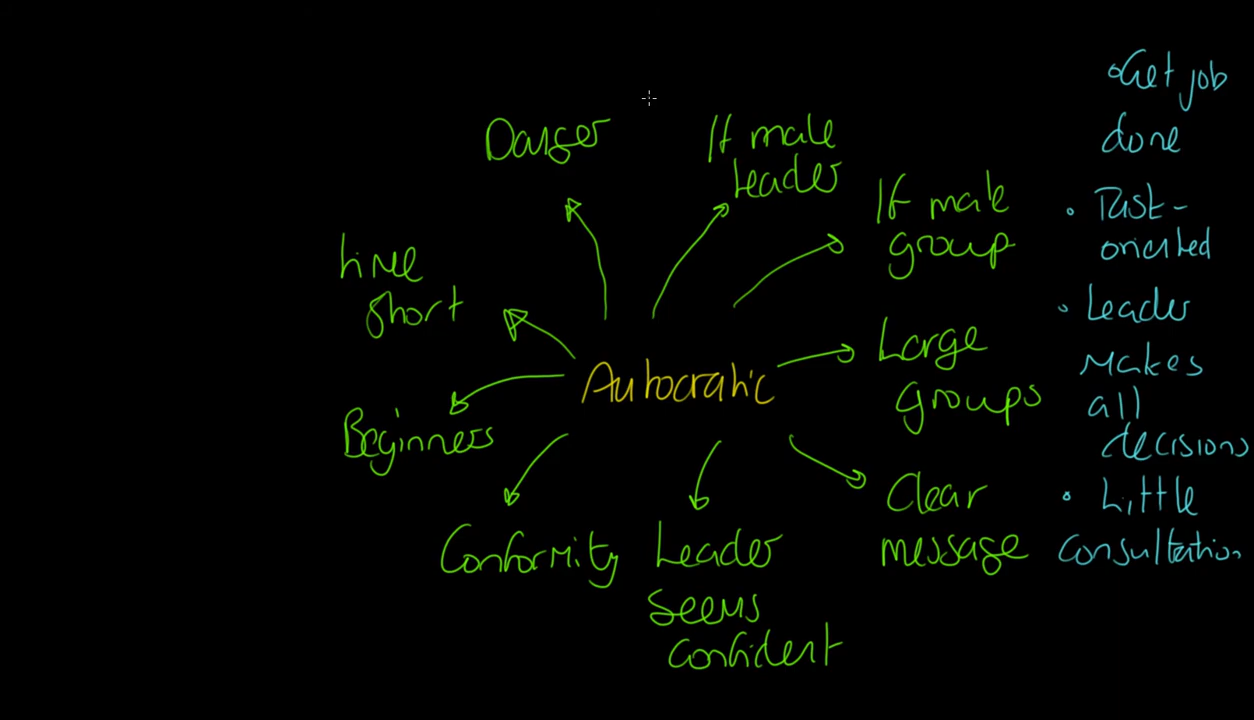 Danger
If male
leader
If male
group
time
short
Autocratic
Large
groups
Beginners
Clear
message
Conformity
Leader
seems
confident
•Get job
done
• Task-
oriented
• Leader
makes
all
decisions
• Little
consultation